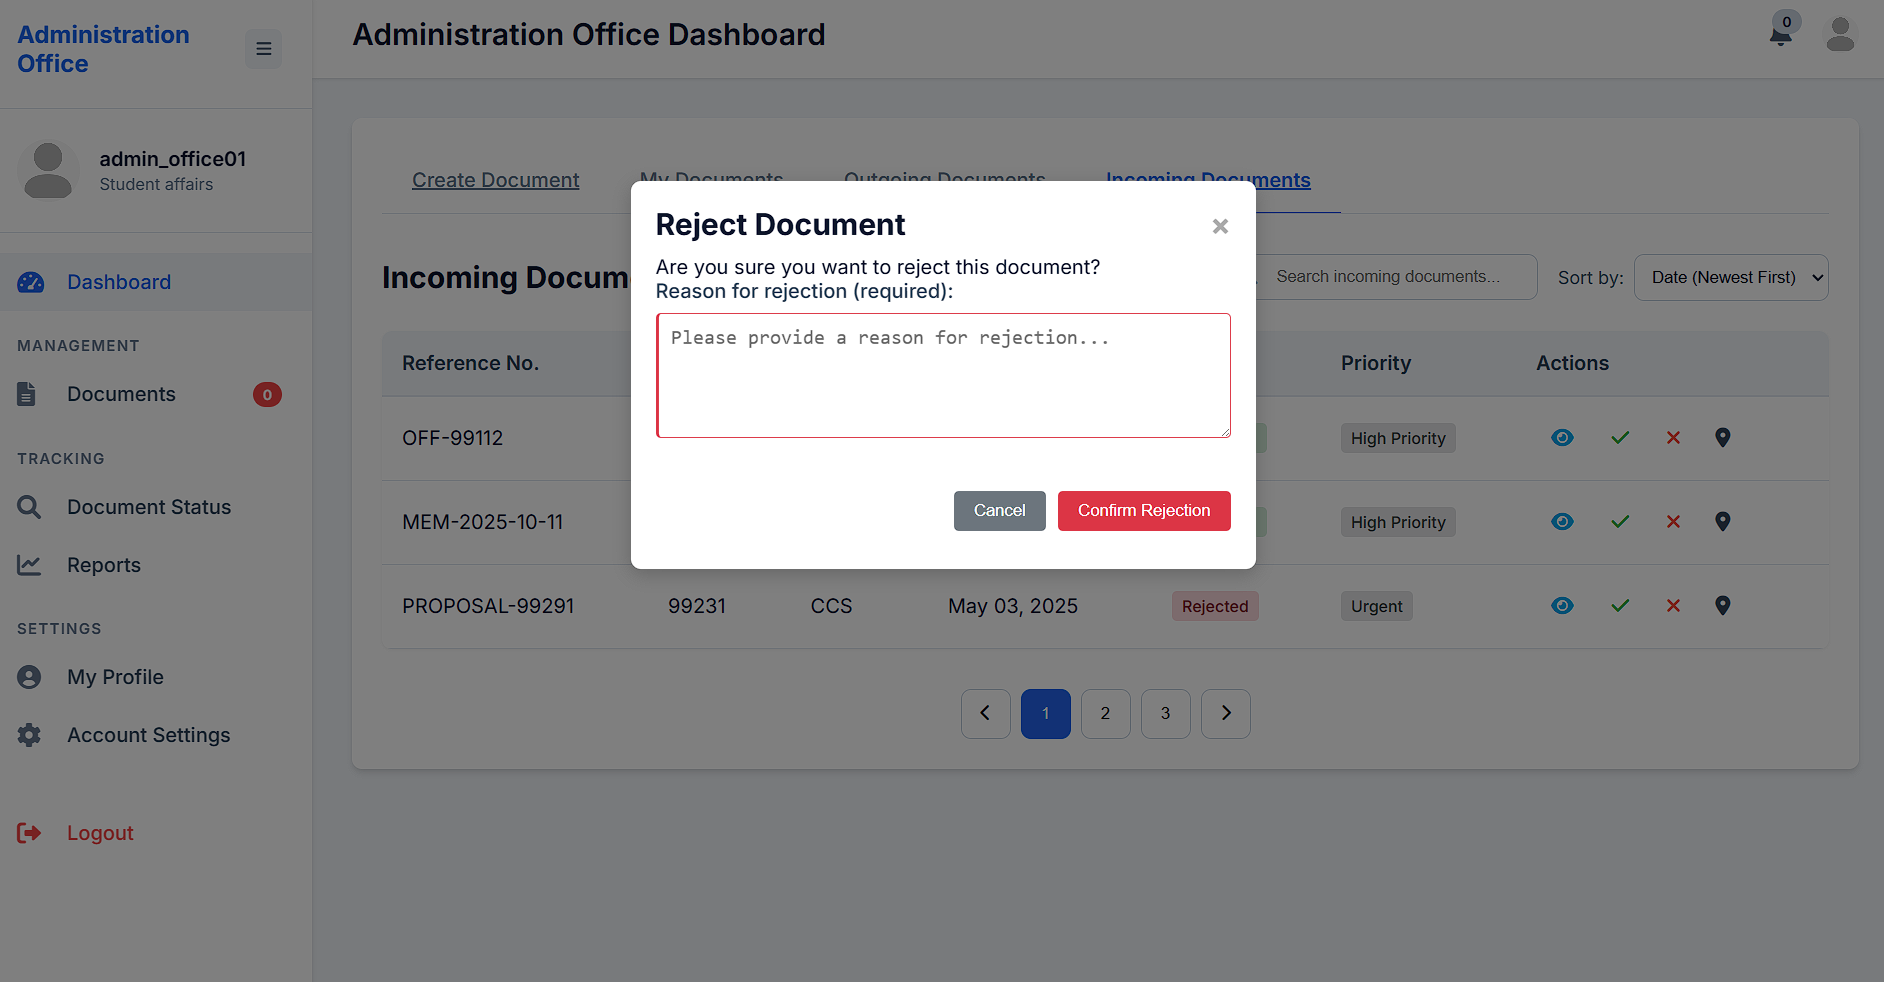 Administration
Office
Administration Office Dashboard
0
admin_office01
Student affairs
Dashboard
MANAGEMENT
Documents
0
TRACKING
Document Status
Reports
SETTINGS
My Profile
Account Settings
Logout
Create Document
My Documents
Outgoing Documents
Incoming Documents
Reject Document
×
Are you sure you want to reject this document?
Reason for rejection (required):
Please provide a reason for rejection...
Cancel
Confirm Rejection
Incoming
Search incoming documents...
Sort by:
Date (Newest First)
Reference No.
Priority
Actions
OFF-99112
High Priority
MEM-2025-10-11
High Priority
PROPOSAL-99291
99231
CCS
May 03, 2025
Rejected
Urgent
1
2
3